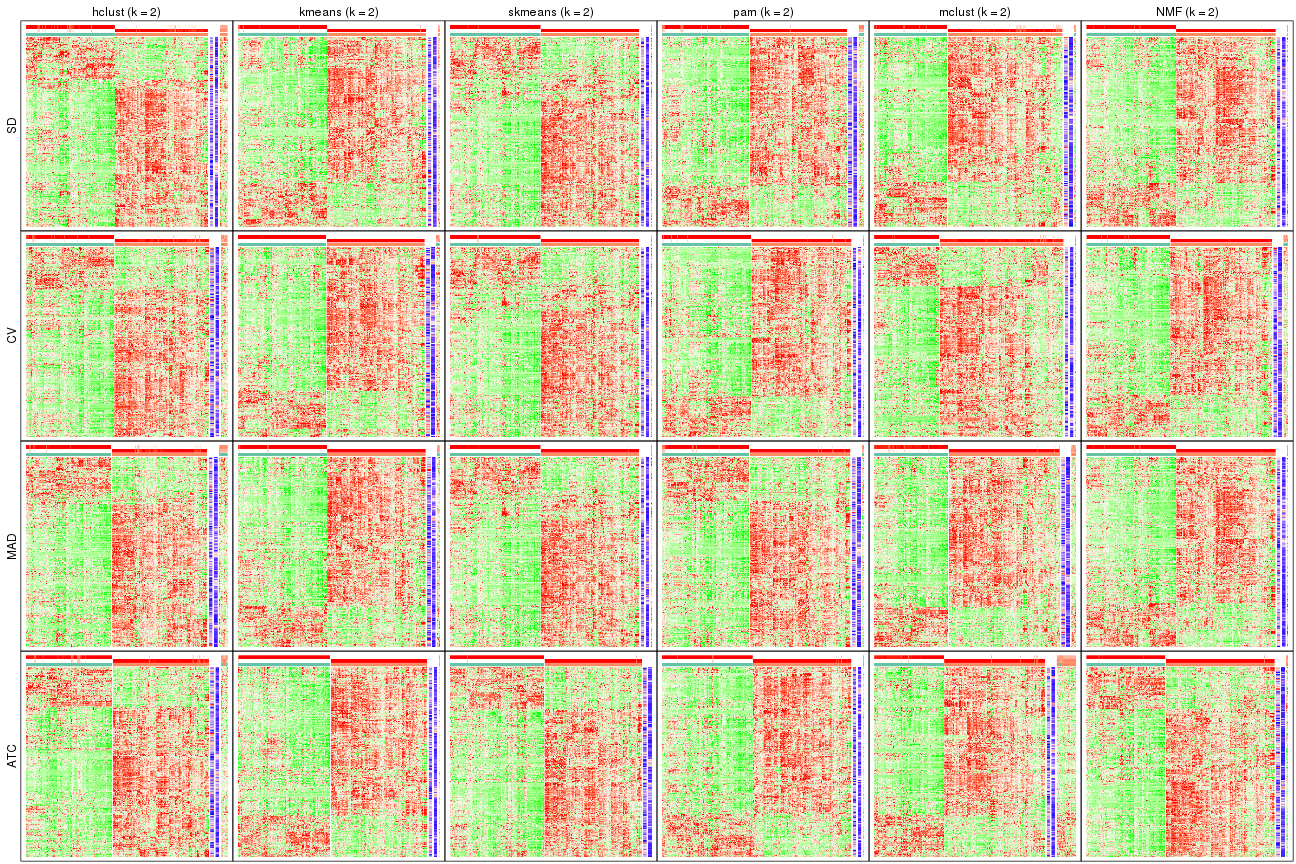 hclust (k = 2) kmeans (k = 2) skmeans (k = 2) pam (k = 2) mclust (k = 2) NMF (k = 2)
SD
CV
MAD
ATC